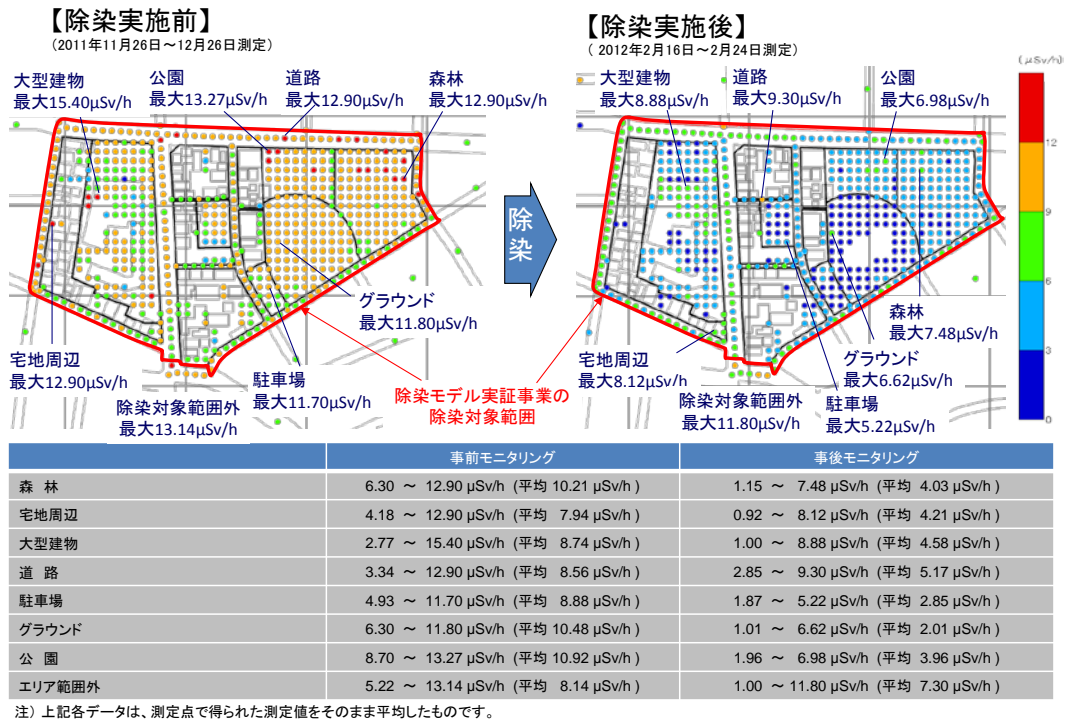 【除染実施前】
(2011年11月26日～12月26日測定)
大型建物
最大15.40μSv/h
公園
最大13.27μSv/h
道路
最大12.90μSv/h
森林
最大12.90μSv/h
グラウンド
最大11.80μSv/h
宅地周辺
最大12.90μSv/h
駐車場
最大11.70μSv/h
除染対象範囲外
最大13.14μSv/h
除染
除染モデル実証事業の
除染対象範囲
【除染実施後】
( 2012年2月16日～2月24日測定)
大型建物
最大8.88μSv/h
道路
最大9.30μSv/h
公園
最大6.98μSv/h
森林
最大7.48μSv/h
宅地周辺
最大8.12μSv/h
グラウンド
最大6.62μSv/h
除染対象範囲外
最大11.80μSv/h
駐車場
最大5.22μSv/h
(μSv/h)
12
9
6
3
0
事前モニタリング 事後モニタリング
森 林 6.30 ～ 12.90 μSv/h (平均 10.21 μSv/h ) 1.15 ～ 7.48 μSv/h (平均 4.03 μSv/h )
宅地周辺 4.18 ～ 12.90 μSv/h (平均 7.94 μSv/h ) 0.92 ～ 8.12 μSv/h (平均 4.21 μSv/h )
大型建物 2.77 ～ 15.40 μSv/h (平均 8.74 μSv/h ) 1.00 ～ 8.88 μSv/h (平均 4.58 μSv/h )
道 路 3.34 ～ 12.90 μSv/h (平均 8.56 μSv/h ) 2.85 ～ 9.30 μSv/h (平均 5.17 μSv/h )
駐車場 4.93 ～ 11.70 μSv/h (平均 8.88 μSv/h ) 1.87 ～ 5.22 μSv/h (平均 2.85 μSv/h )
グラウンド 6.30 ～ 11.80 μSv/h (平均 10.48 μSv/h ) 1.01 ～ 6.62 μSv/h (平均 2.01 μSv/h )
公 園 8.70 ～ 13.27 μSv/h (平均 10.92 μSv/h ) 1.96 ～ 6.98 μSv/h (平均 3.96 μSv/h )
エリア範囲外 5.22 ～ 13.14 μSv/h (平均 8.14 μSv/h ) 1.00 ～ 11.80 μSv/h (平均 7.30 μSv/h )
注) 上記各データは、測定点で得られた測定値をそのまま平均したものです。